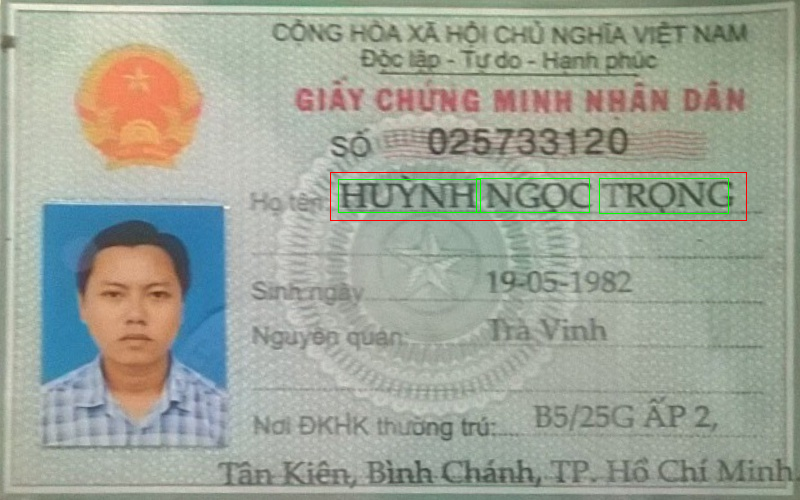 CỘNG HÒA XÃ HỘI CHỦ NGHĨA VIỆT NAM
Độc lập - Tự do - Hạnh phúc
GIẤY CHỨNG MINH NHÂN DÂN
SỐ 025733120
Họ tên HUỲNH NGỌC TRỌNG
Sinh ngày 19-05-1982
Nguyên quán: Trà Vinh
Nơi ĐKHK thường trú: B5/25G ẤP 2,
Tân Kiên, Bình Chánh, TP. Hồ Chí Minh.